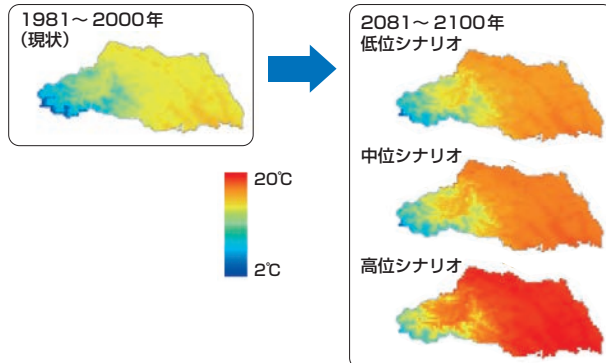 1981～2000年
(現状)
20℃
2℃
2081～2100年
低位シナリオ
中位シナリオ
高位シナリオ